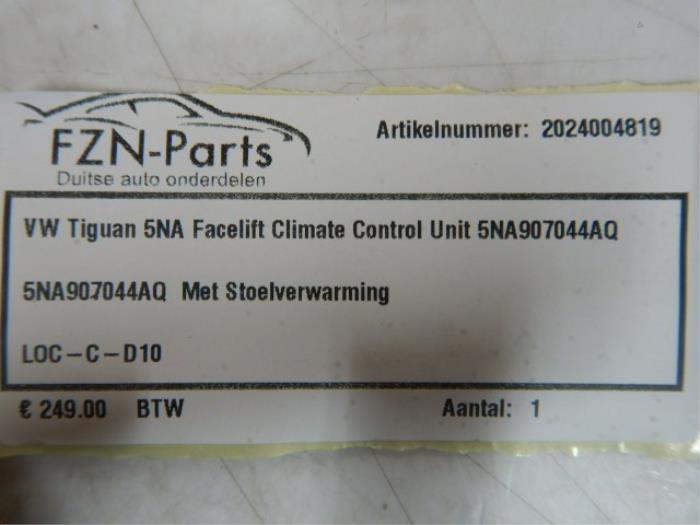 FZN-Parts
Duitse auto onderdelen
Artikelnummer: 2024004819
VW Tiguan 5NA Facelift Climate Control Unit 5NA907044AQ
5NA907044AQ Met Stoelverwarming
LOC-C-D10
€ 249.00 BTW Aantal: 1